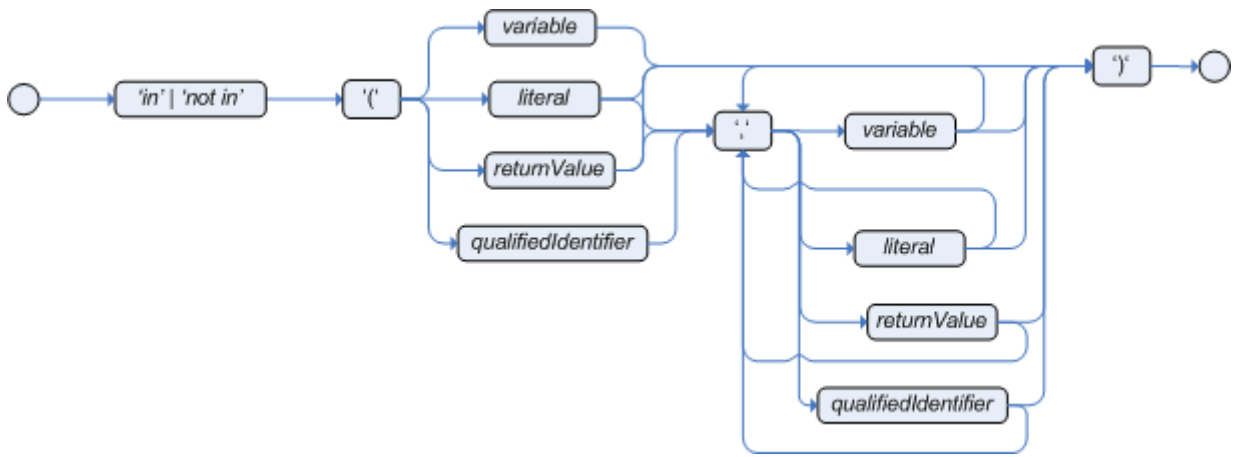 variable
'in' | 'not in'
'('
literal
returnValue
qualifiedIdentifier
','
variable
literal
returnValue
qualifiedIdentifier
')'